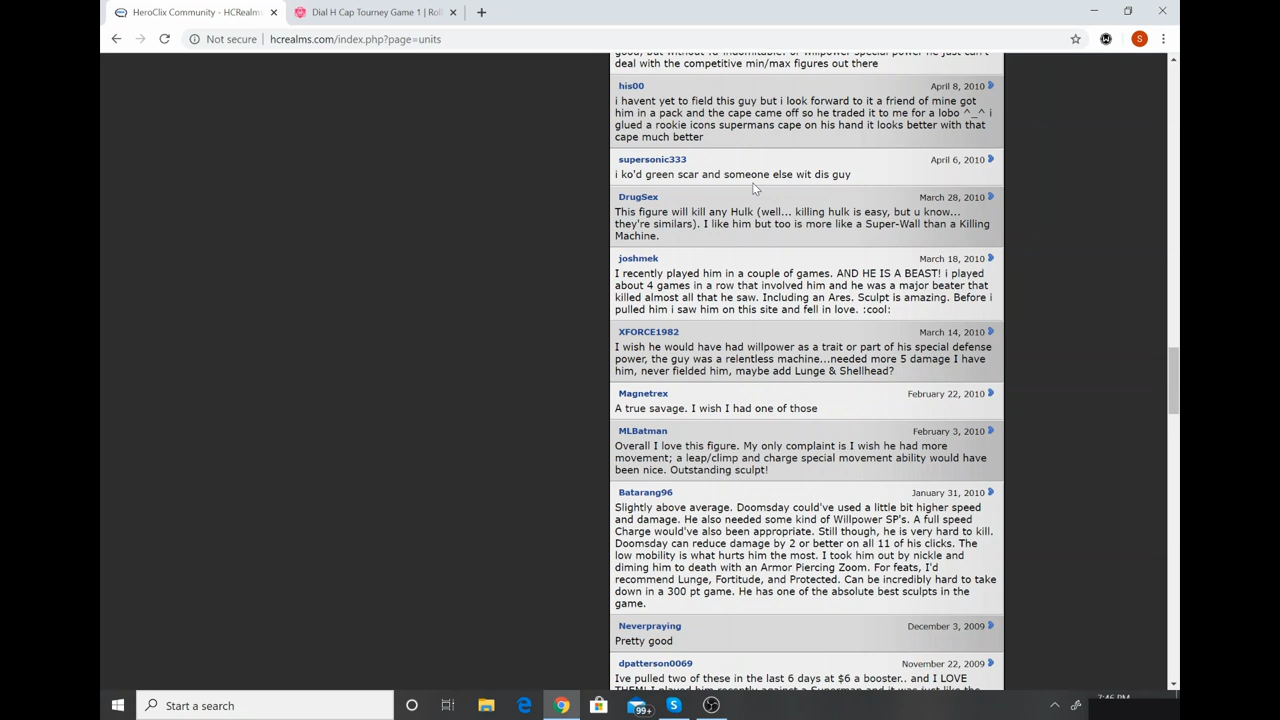 HeroClix Community - HCRealms
Dial H Cap Tourney Game 1 | Roll
Not secure
hcrealms.com/index.php?page=units
S
deal with the competitive min/max figures out there
his00
April 8, 2010
i havent yet to field this guy but i look forward to it a friend of mine got
him in a pack and the cape came off so he traded it to me for a lobo ^_^ i
glued a rookie icons supermans cape on his hand it looks better with that
cape much better
supersonic333
April 6, 2010
i ko'd green scar and someone else wit dis guy
DrugSex
March 28, 2010
This figure will kill any Hulk (well... killing hulk is easy, but u know...
they're similars). I like him but too is more like a Super-Wall than a Killing
Machine.
joshmek
March 18, 2010
I recently played him in a couple of games. AND HE IS A BEAST! i played
about 4 games in a row that involved him and he was a major beater that
killed almost all that he saw. Including an Ares. Sculpt is amazing. Before i
pulled him i saw him on this site and fell in love. :cool:
XFORCE1982
March 14, 2010
I wish he would have had willpower as a trait or part of his special defense
power, the guy was a relentless machine...needed more 5 damage I have
him, never fielded him, maybe add Lunge & Shellhead?
Magnetrex
February 22, 2010
A true savage. I wish I had one of those
MLBatman
February 3, 2010
Overall I love this figure. My only complaint is I wish he had more
movement; a leap/climp and charge special movement ability would have
been nice. Outstanding sculpt!
Batarang96
January 31, 2010
Slightly above average. Doomsday could've used a little bit higher speed
and damage. He also needed some kind of Willpower SP's. A full speed
Charge would've also been appropriate. Still though, he is very hard to kill.
Doomsday can reduce damage by 2 or better on all 11 of his clicks. The
low mobility is what hurts him the most. I took him out by nickle and
diming him to death with an Armor Piercing Zoom. For feats, I'd
recommend Lunge, Fortitude, and Protected. Can be incredibly hard to take
down in a 300 pt game. He has one of the absolute best sculpts in the
game.
Neverpraying
December 3, 2009
Pretty good
dpatterson0069
November 22, 2009
Ive pulled two of these in the last 6 days at $6 a booster.. and I LOVE
Start a search
99+
7:46 PM